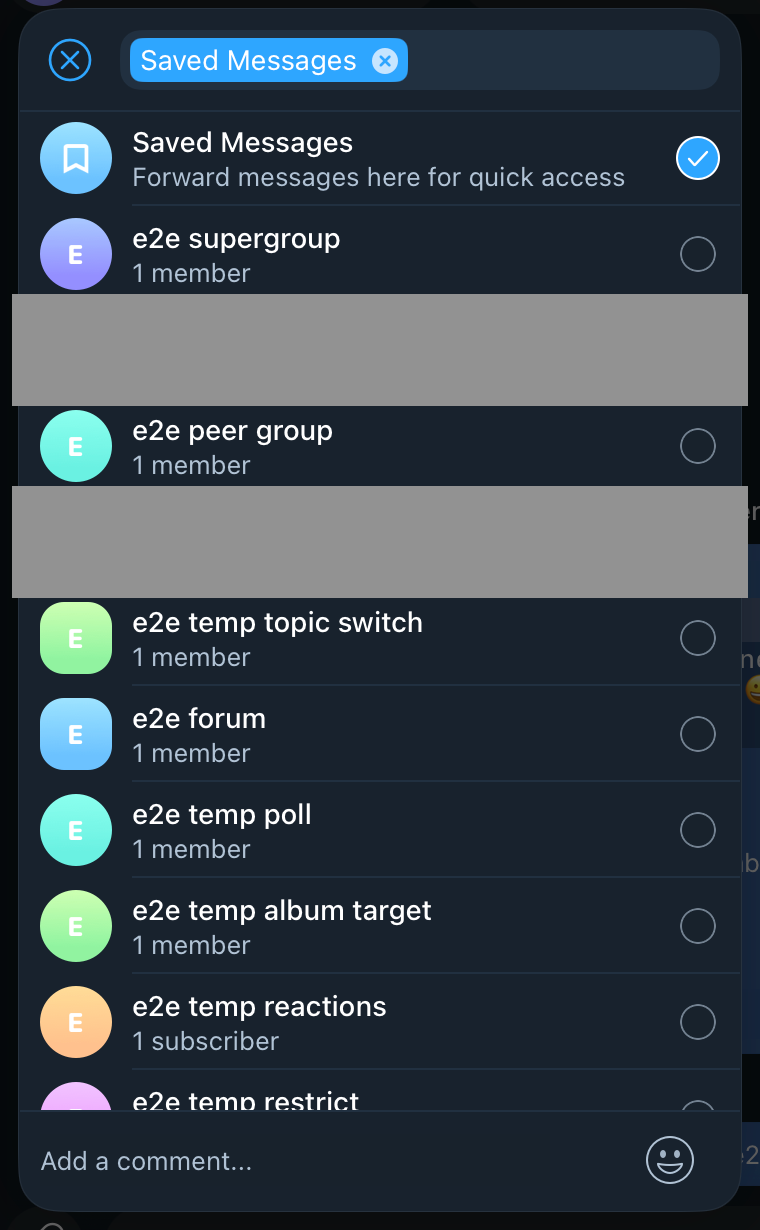 Saved Messages
Saved Messages
Forward messages here for quick access
E
e2e supergroup
1 member
E
e2e peer group
1 member
E
e2e temp topic switch
1 member
E
e2e forum
1 member
E
e2e temp poll
1 member
E
e2e temp album target
1 member
E
e2e temp reactions
1 subscriber
e2e temp restrict
Add a comment...